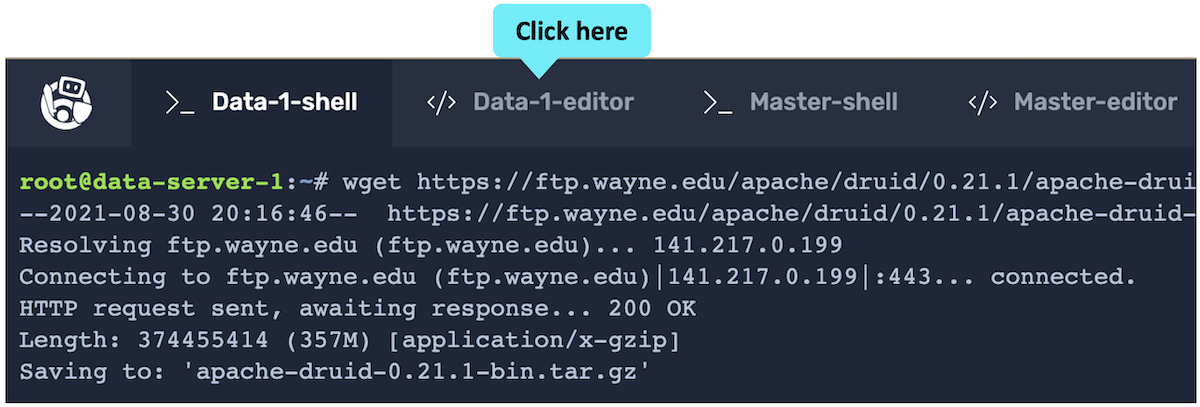 Click here
>_ Data-1-shell </> Data-1-editor >_ Master-shell </> Master-editor
root@data-server-1:~# wget https://ftp.wayne.edu/apache/druid/0.21.1/apache-drui
--2021-08-30 20:16:46--  https://ftp.wayne.edu/apache/druid/0.21.1/apache-druid-
Resolving ftp.wayne.edu (ftp.wayne.edu)... 141.217.0.199
Connecting to ftp.wayne.edu (ftp.wayne.edu)|141.217.0.199|:443... connected.
HTTP request sent, awaiting response... 200 OK
Length: 374455414 (357M) [application/x-gzip]
Saving to: 'apache-druid-0.21.1-bin.tar.gz'